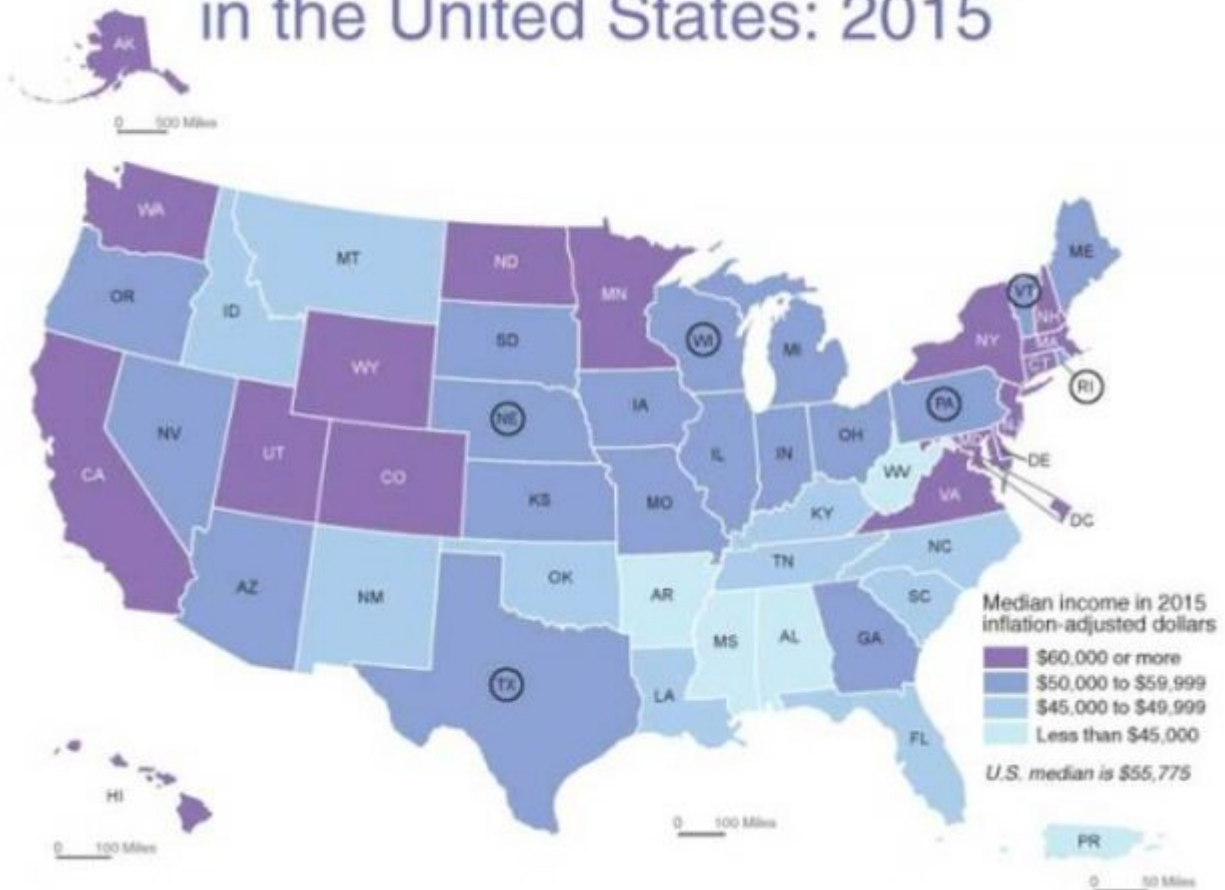 in the United States: 2015
AK
0 500 Miles
WA
MT
ND
MN
ME
OR
ID
SD
WI
MI
VT
NH
NY
MA
CT
RI
WY
NE
IA
PA
NJ
NV
UT
CO
KS
MO
IL
IN
OH
WV
VA
MD
DE
DC
CA
KY
AZ
NM
OK
AR
TN
NC
SC
MS
AL
GA
TX
LA
FL
Median income in 2015
inflation-adjusted dollars
$60,000 or more
$50,000 to $59,999
$45,000 to $49,999
Less than $45,000
U.S. median is $55,775
HI
0 100 Miles
0 100 Miles
PR
0 50 Miles